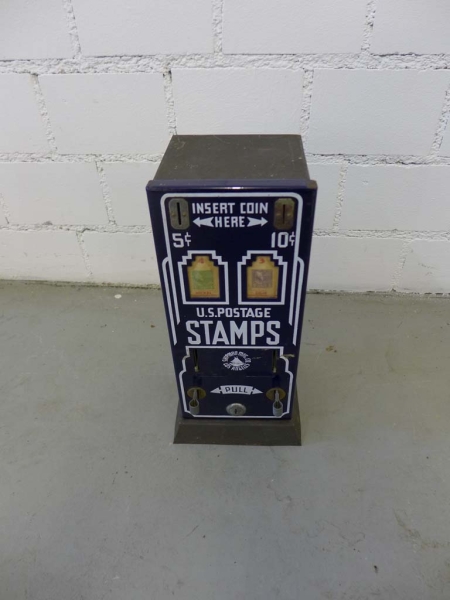 INSERT COIN
HERE
5¢ 10¢
U.S.POSTAGE
STAMPS
PULL